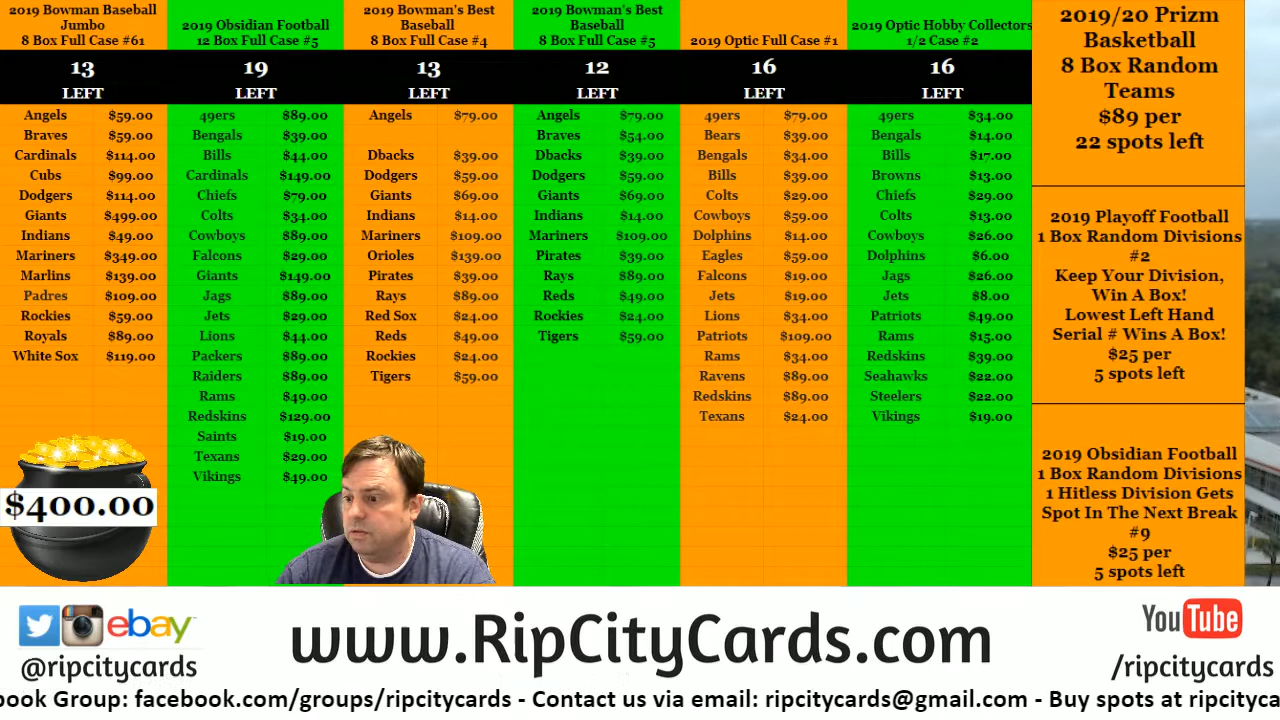 2019 Bowman Baseball
Jumbo
8 Box Full Case #61
13
LEFT
Angels $59.00
Braves $59.00
Cardinals $114.00
Cubs $99.00
Dodgers $114.00
Giants $499.00
Indians $49.00
Mariners $349.00
Marlins $139.00
Padres $109.00
Rockies $59.00
Royals $89.00
White Sox $119.00
$400.00
2019 Obsidian Football
12 Box Full Case #5
19
LEFT
49ers $89.00
Bengals $39.00
Bills $44.00
Cardinals $149.00
Chiefs $79.00
Colts $34.00
Cowboys $89.00
Falcons $29.00
Giants $149.00
Jags $89.00
Jets $29.00
Lions $44.00
Packers $89.00
Raiders $89.00
Rams $49.00
Redskins $129.00
Saints $19.00
Texans $29.00
Vikings $49.00
2019 Bowman's Best
Baseball
8 Box Full Case #4
13
LEFT
Angels $79.00
Dbacks $39.00
Dodgers $59.00
Giants $69.00
Indians $14.00
Mariners $109.00
Orioles $139.00
Pirates $39.00
Rays $89.00
Red Sox $24.00
Reds $49.00
Rockies $24.00
Tigers $59.00
2019 Bowman's Best
Baseball
8 Box Full Case #5
12
LEFT
Angels $79.00
Braves $54.00
Dbacks $39.00
Dodgers $59.00
Giants $69.00
Indians $14.00
Mariners $109.00
Pirates $39.00
Rays $89.00
Reds $49.00
Rockies $24.00
Tigers $59.00
2019 Optic Full Case #1
16
LEFT
49ers $79.00
Bears $39.00
Bengals $34.00
Bills $39.00
Colts $29.00
Cowboys $59.00
Dolphins $14.00
Eagles $59.00
Falcons $19.00
Jets $19.00
Lions $34.00
Patriots $109.00
Rams $34.00
Ravens $89.00
Redskins $89.00
Texans $24.00
2019 Optic Hobby Collectors
1/2 Case #2
16
LEFT
49ers $34.00
Bengals $14.00
Bills $17.00
Browns $13.00
Chiefs $29.00
Colts $13.00
Cowboys $26.00
Dolphins $6.00
Jags $26.00
Jets $8.00
Patriots $49.00
Rams $15.00
Redskins $39.00
Seahawks $22.00
Steelers $22.00
Vikings $19.00
2019/20 Prizm
Basketball
8 Box Random
Teams
$89 per
22 spots left
2019 Playoff Football
1 Box Random Divisions
#2
Keep Your Division,
Win A Box!
Lowest Left Hand
Serial # Wins A Box!
$25 per
5 spots left
2019 Obsidian Football
1 Box Random Divisions
1 Hitless Division Gets
Spot In The Next Break
#9
$25 per
5 spots left
ebay
@ripcitycards
www.RipCityCards.com
YouTube
/ripcitycards
book Group: facebook.com/groups/ripcitycards - Contact us via email: ripcitycards@gmail.com - Buy spots at ripcityca